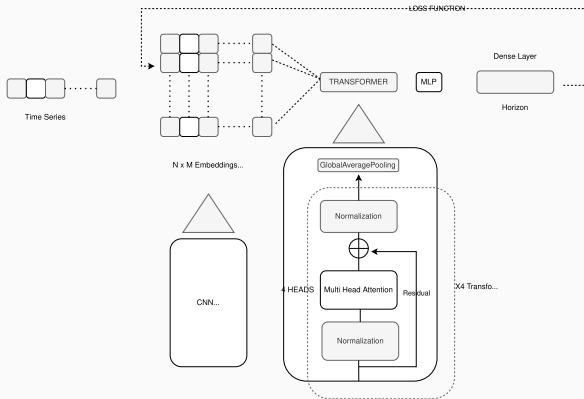 LOSS FUNCTION
Dense Layer
TRANSFORMER
MLP
Time Series
Horizon
N x M Embeddings...
GlobalAveragePooling
Normalization
4 HEADS
Multi Head Attention
Residual
X4 Transfo...
CNN...
Normalization